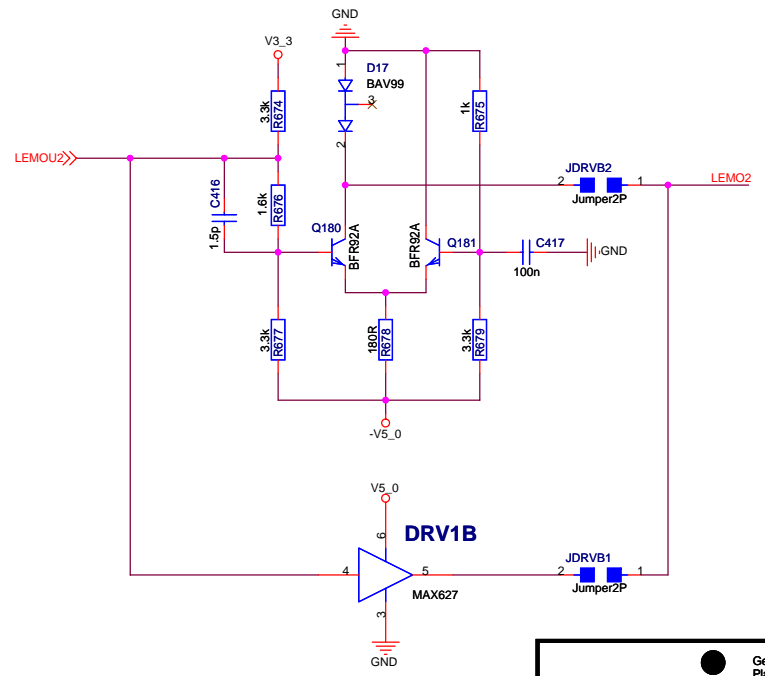 GND
V3_3
1
D17
BAV99
3
2
3.3k
R674
1k
R675
LEMOU2
C416
1.5p
1.6k
R676
JDRVB2
2
1
Jumper2P
LEMO2
Q180
BFR92A
BFR92A
Q181
C417
100n
GND
3.3k
R677
180R
R678
3.3k
R679
-V5_0
V5_0
DRV1B
6
4
5
MAX627
3
GND
JDRVB1
2
1
Jumper2P